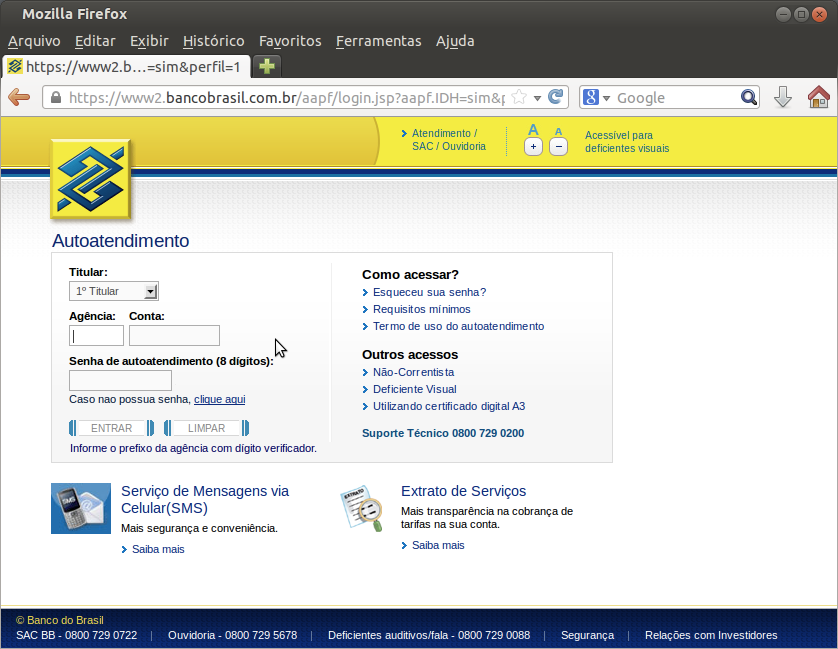 Mozilla Firefox
Arquivo Editar Exibir Histórico Favoritos Ferramentas Ajuda
https://www2.b...=sim&perfil=1
https://www2.bancobrasil.com.br/aapf/login.jsp?aapf.IDH=sim&p
Google
Atendimento /
SAC / Ouvidoria
A A
+ −
Acessível para
deficientes visuais
Autoatendimento
Titular:
1º Titular
Agência: Conta:
Senha de autoatendimento (8 dígitos):
Caso nao possua senha, clique aqui
ENTRAR LIMPAR
Informe o prefixo da agência com dígito verificador.
Como acessar?
Esqueceu sua senha?
Requisitos mínimos
Termo de uso do autoatendimento
Outros acessos
Não-Correntista
Deficiente Visual
Utilizando certificado digital A3
Suporte Técnico 0800 729 0200
SMS
Serviço de Mensagens via
Celular(SMS)
Mais segurança e conveniência.
Saiba mais
EXTRATO
Extrato de Serviços
Mais transparência na cobrança de
tarifas na sua conta.
Saiba mais
© Banco do Brasil
SAC BB - 0800 729 0722 | Ouvidoria - 0800 729 5678 | Deficientes auditivos/fala - 0800 729 0088 | Segurança | Relações com Investidores